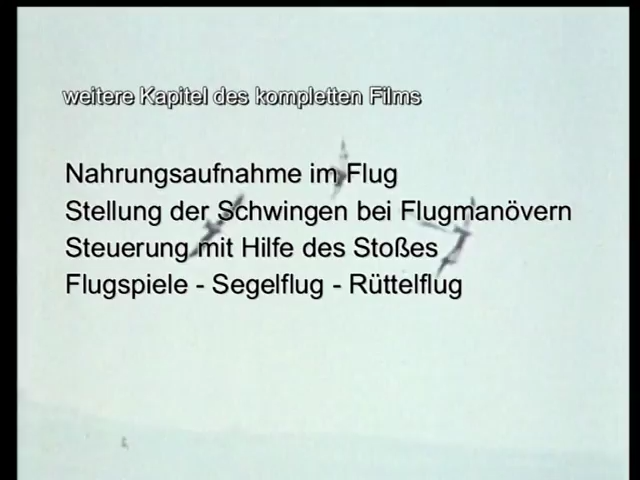 weitere Kapitel des kompletten Films
Nahrungsaufnahme im Flug
Stellung der Schwingen bei Flugmanövern
Steuerung mit Hilfe des Stoßes
Flugspiele - Segelflug - Rüttelflug